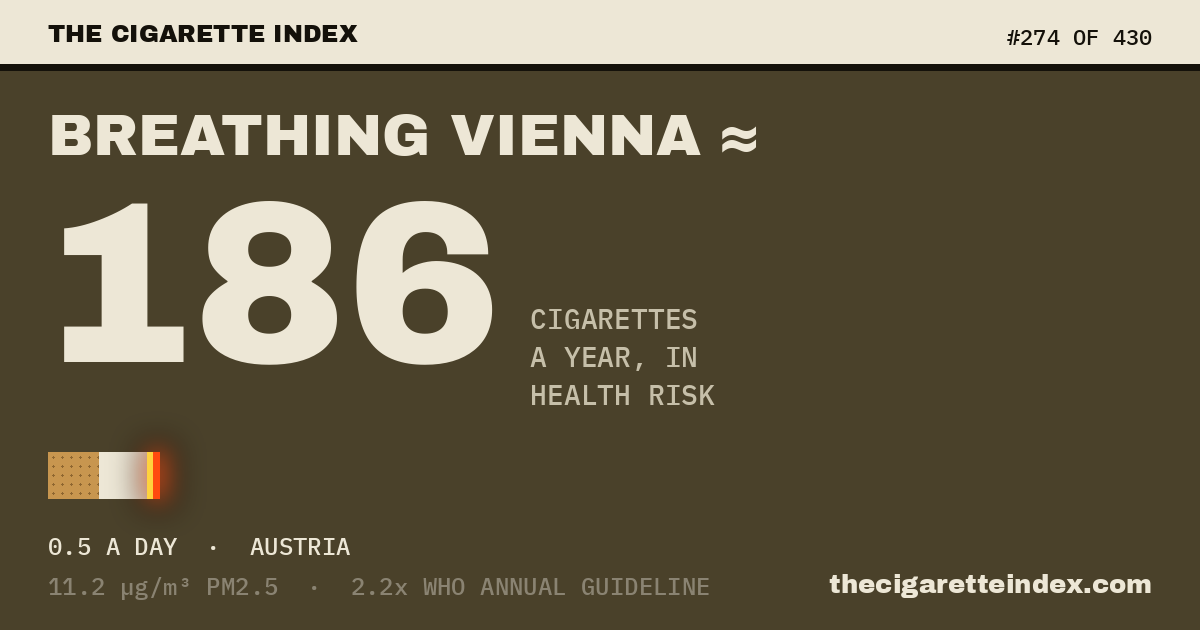 THE CIGARETTE INDEX
#274 OF 430
BREATHING VIENNA ≈
186
CIGARETTES
A YEAR, IN
HEALTH RISK
0.5 A DAY · AUSTRIA
11.2 µg/m³ PM2.5 · 2.2x WHO ANNUAL GUIDELINE
thecigaretteindex.com